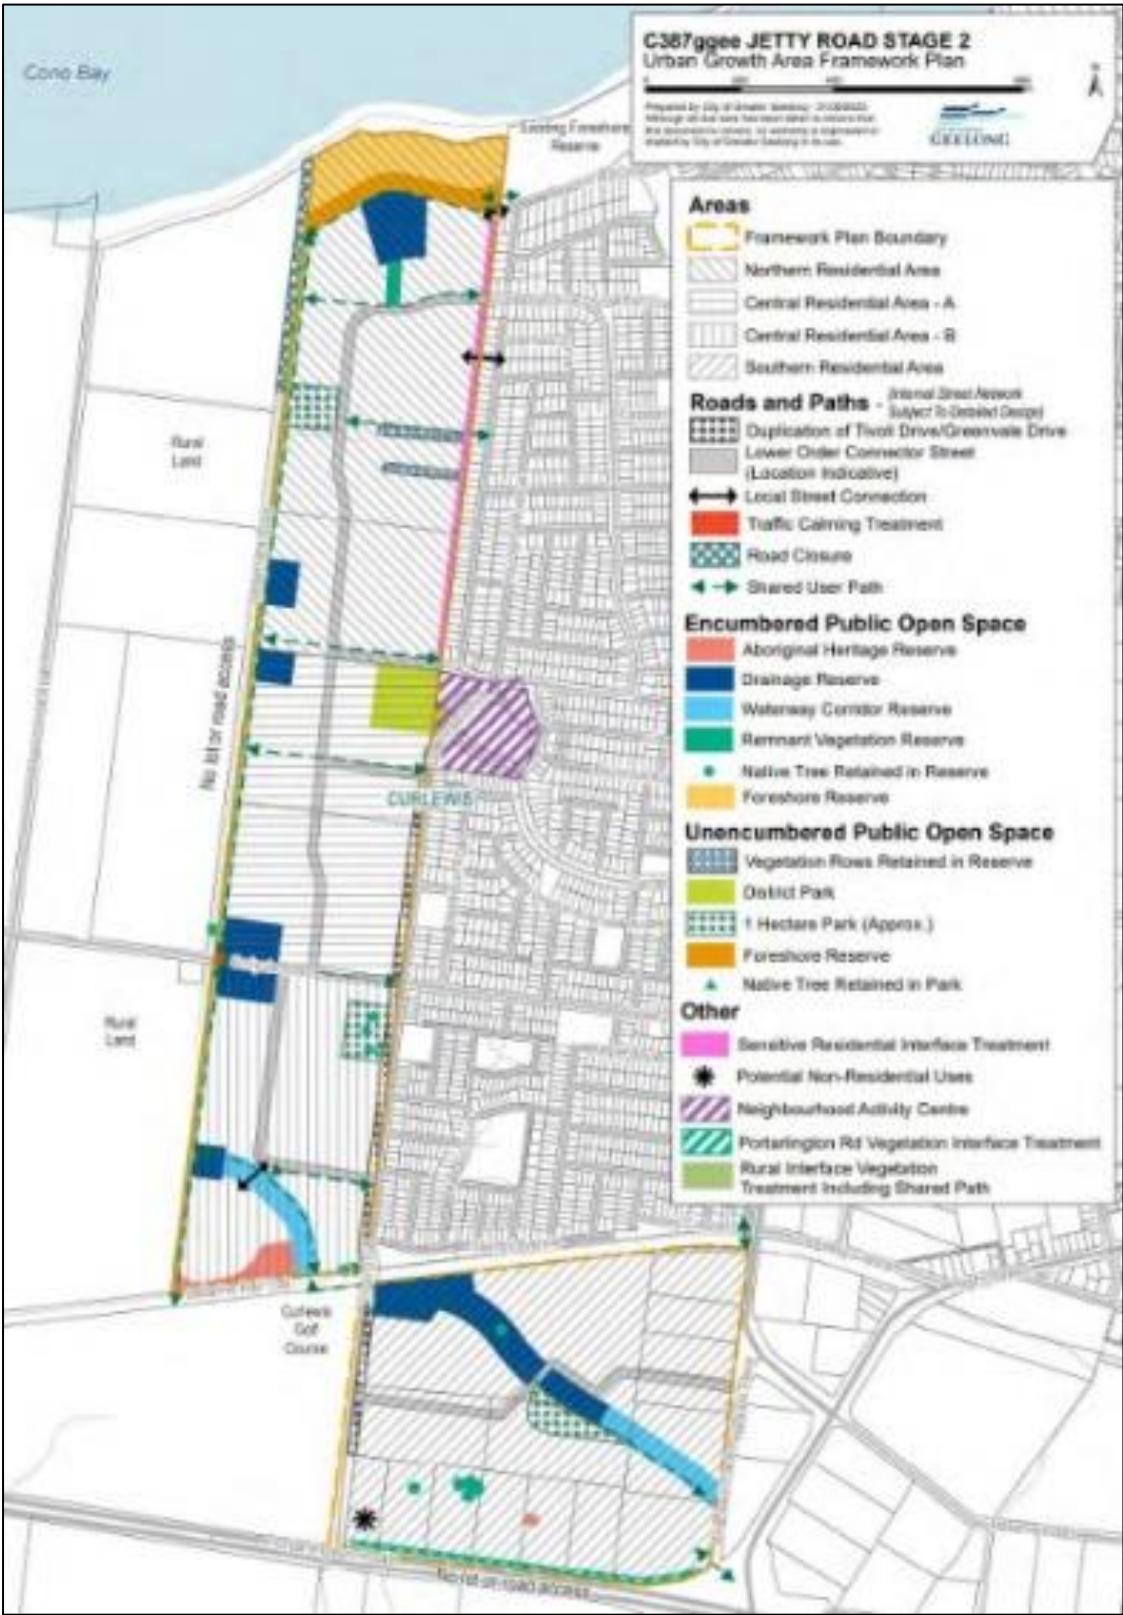 C387ggee JETTY ROAD STAGE 2
Urban Growth Area Framework Plan
GEELONG
Corio Bay
Existing Foreshore
Reserve
Rural
Land
No lot or road access
CURLEWIS
Rural
Land
Curlewis
Golf
Course
No lot or road access
Areas
Framework Plan Boundary
Northern Residential Area
Central Residential Area - A
Central Residential Area - B
Southern Residential Area
Roads and Paths - (Internal Street Network
Subject To Detailed Design)
Duplication of Tivoli Drive/Greenvale Drive
Lower Order Connector Street
(Location Indicative)
Local Street Connection
Traffic Calming Treatment
Road Closure
Shared User Path
Encumbered Public Open Space
Aboriginal Heritage Reserve
Drainage Reserve
Waterway Corridor Reserve
Remnant Vegetation Reserve
Native Tree Retained in Reserve
Foreshore Reserve
Unencumbered Public Open Space
Vegetation Rows Retained in Reserve
District Park
1 Hectare Park (Approx.)
Foreshore Reserve
Native Tree Retained in Park
Other
Sensitive Residential Interface Treatment
Potential Non-Residential Uses
Neighbourhood Activity Centre
Portarlington Rd Vegetation Interface Treatment
Rural Interface Vegetation
Treatment Including Shared Path